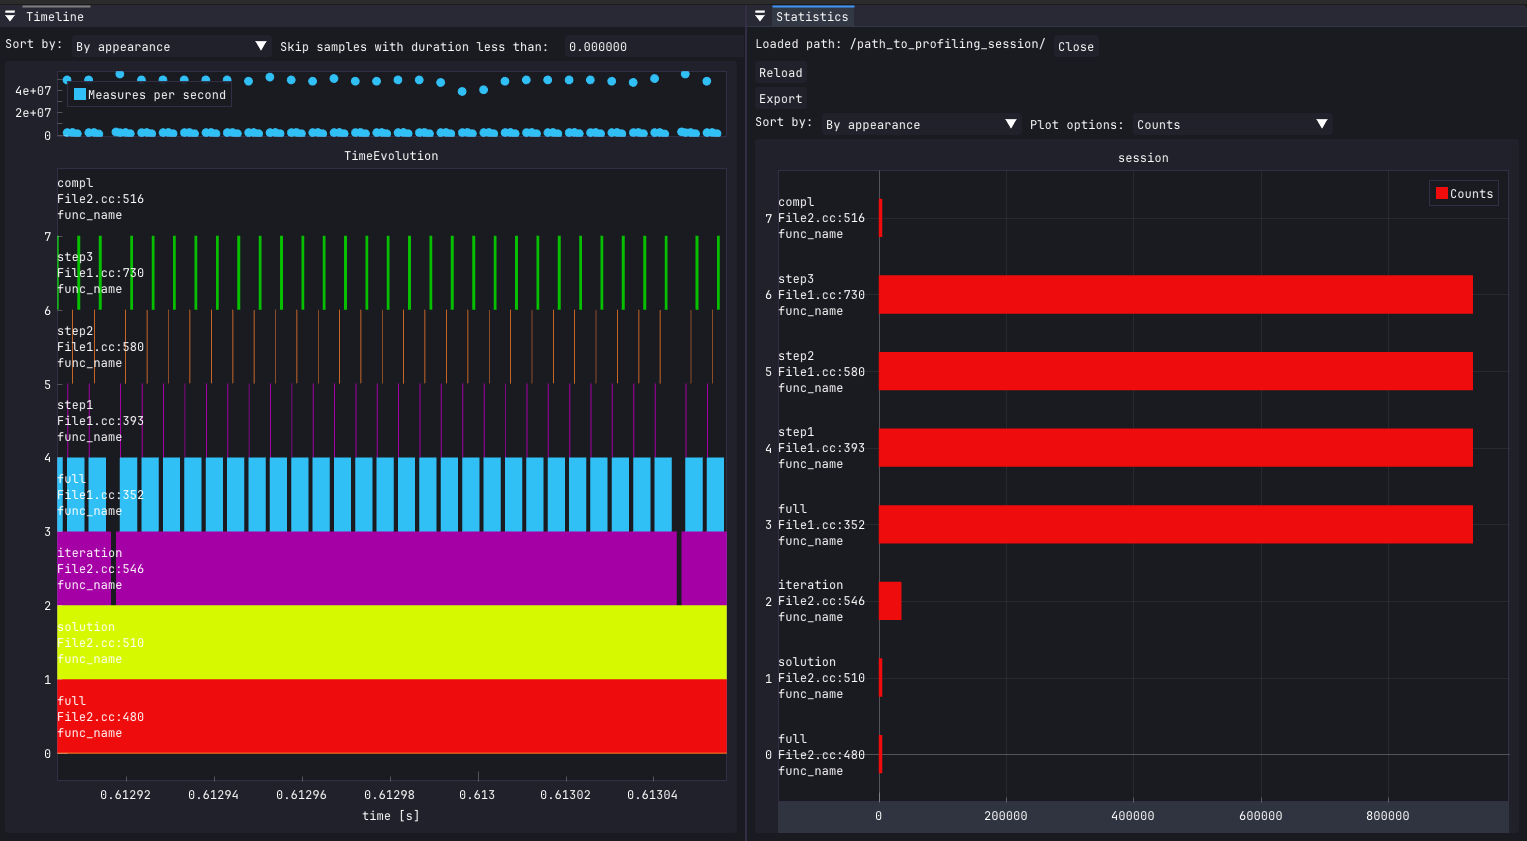 Timeline
Sort by: By appearance Skip samples with duration less than: 0.000000
4e+07
2e+07
0
Measures per second
TimeEvolution
compl
File2.cc:516
func_name
7
step3
File1.cc:730
func_name
6
step2
File1.cc:580
func_name
5
step1
File1.cc:393
func_name
4
full
File1.cc:352
func_name
3
iteration
File2.cc:546
func_name
2
solution
File2.cc:510
func_name
1
full
File2.cc:480
func_name
0
0.61292 0.61294 0.61296 0.61298 0.613 0.61302 0.61304
time [s]
Statistics
Loaded path: /path_to_profiling_session/ Close
Reload
Export
Sort by: By appearance Plot options: Counts
session
Counts
compl
7 File2.cc:516
func_name
step3
6 File1.cc:730
func_name
step2
5 File1.cc:580
func_name
step1
4 File1.cc:393
func_name
full
3 File1.cc:352
func_name
iteration
2 File2.cc:546
func_name
solution
1 File2.cc:510
func_name
full
0 File2.cc:480
func_name
0 200000 400000 600000 800000